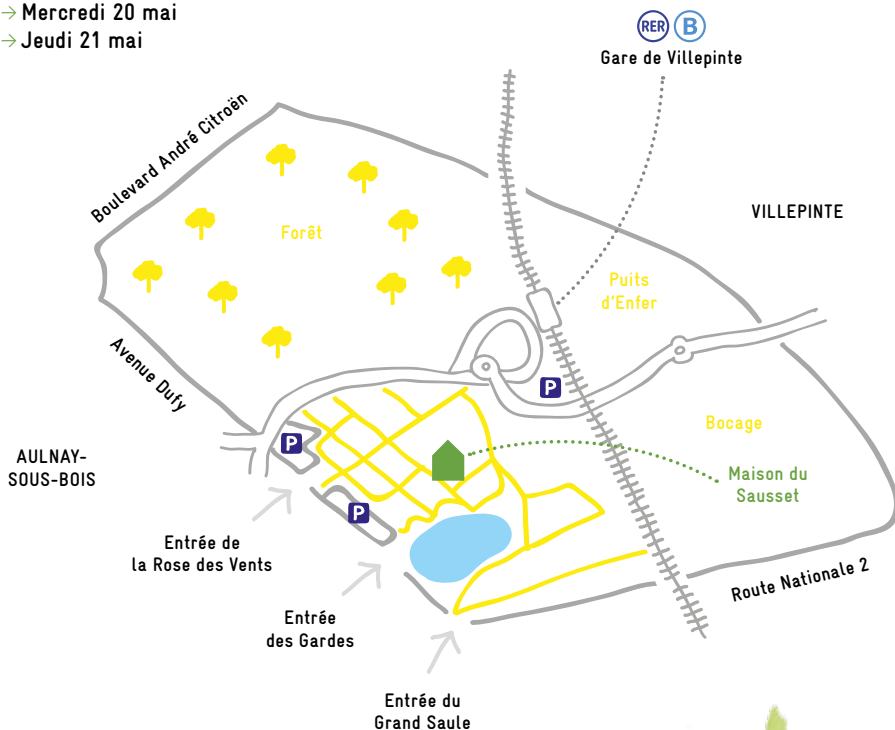 → Mercredi 20 mai
→ Jeudi 21 mai
RER B
Gare de Villepinte
Boulevard André Citroën
VILLEPINTE
Forêt
Puits
d'Enfer
Avenue Dufy
P
Bocage
P
AULNAY-
SOUS-BOIS
Maison du
Sausset
P
Entrée de
la Rose des Vents
Route Nationale 2
Entrée
des Gardes
Entrée du
Grand Saule